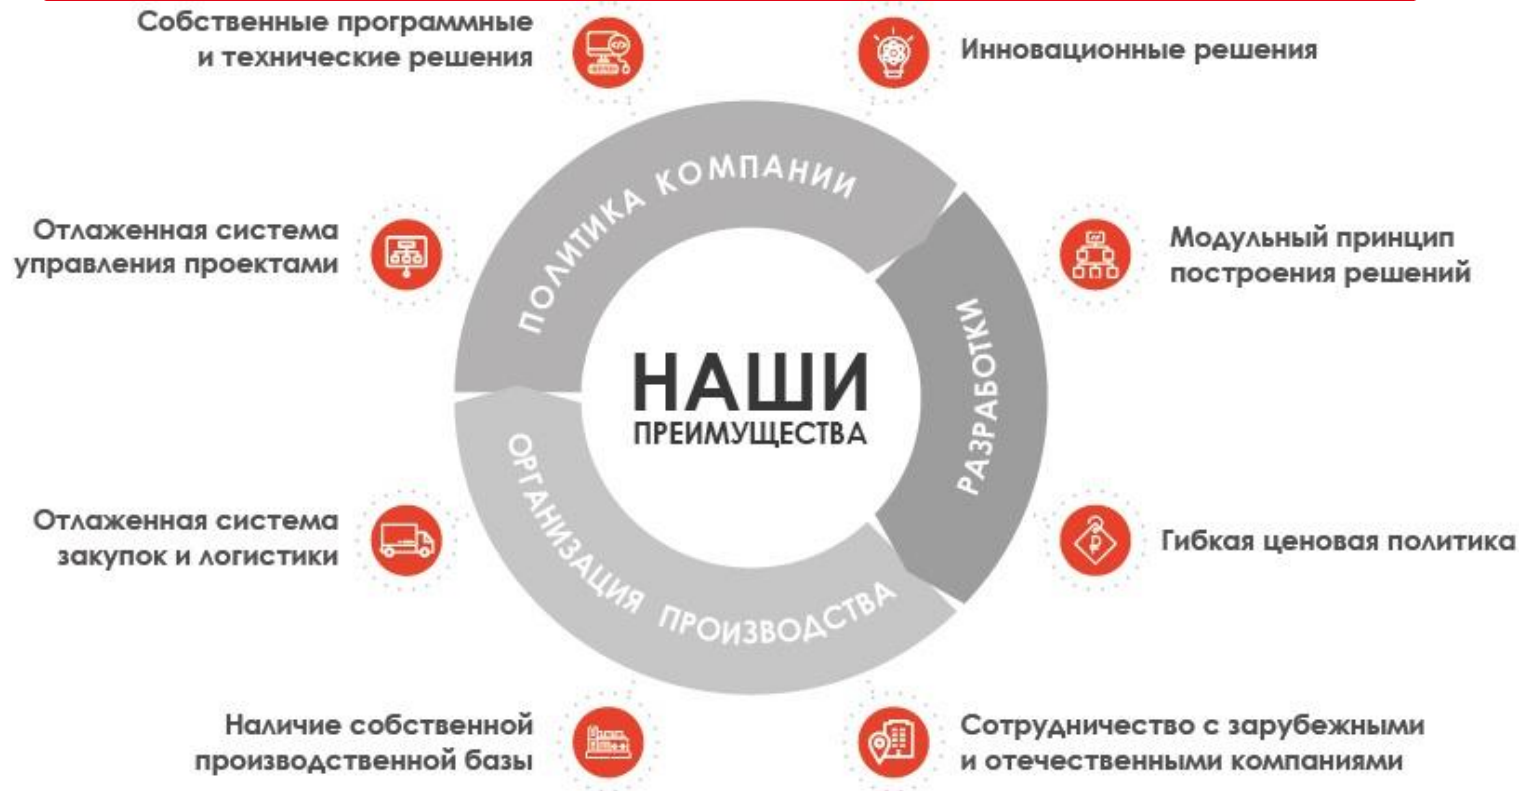 Собственные программные
и технические решения
Инновационные решения
Отлаженная система
управления проектами
Модульный принцип
построения решений
ПОЛИТИКА КОМПАНИИ
РАЗРАБОТКИ
ОРГАНИЗАЦИЯ ПРОИЗВОДСТВА
НАШИ
ПРЕИМУЩЕСТВА
Отлаженная система
закупок и логистики
Гибкая ценовая политика
Наличие собственной
производственной базы
Сотрудничество с зарубежными
и отечественными компаниями